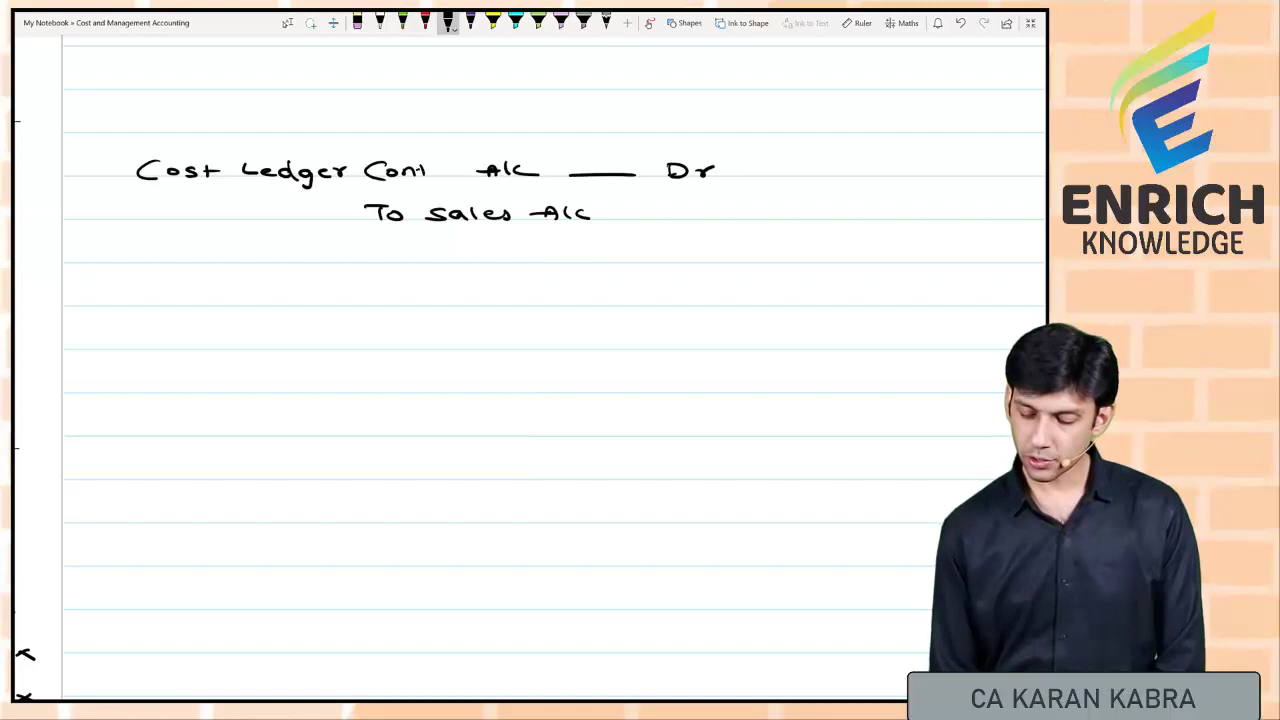 My Notebook » Cost and Management Accounting
Shapes
Ink to Shape
Ink to Text
Ruler
Maths
Cost Ledger Cont A/c —— Dr
To Sales A/c
ENRICH
KNOWLEDGE
CA KARAN KABRA